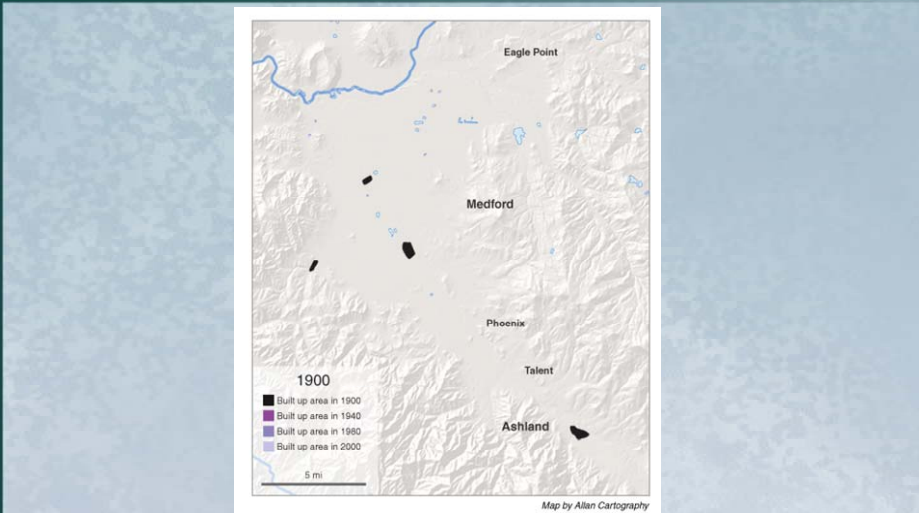 Eagle Point
Medford
Phoenix
Talent
Ashland
1900
Built up area in 1900
Built up area in 1940
Built up area in 1980
Built up area in 2000
5 mi
Map by Allan Cartography